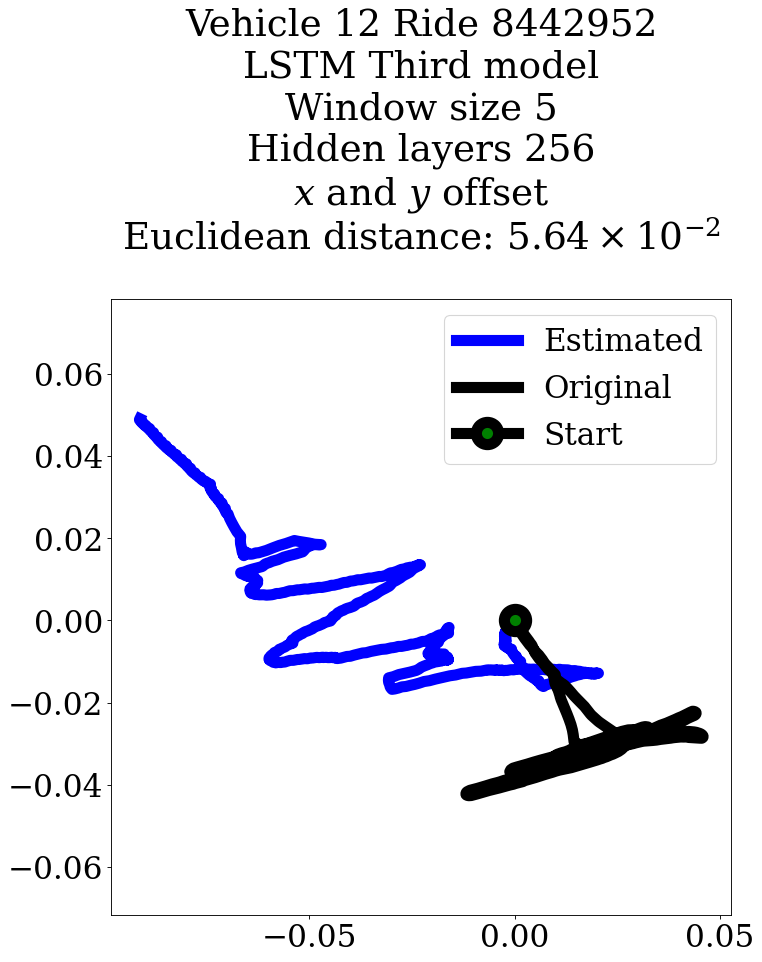 Vehicle 12 Ride 8442952
LSTM Third model
Window size 5
Hidden layers 256
x and y offset
Euclidean distance: 5.64 × 10⁻²
Estimated
Original
Start
0.06
0.04
0.02
0.00
−0.02
−0.04
−0.06
−0.05
0.00
0.05